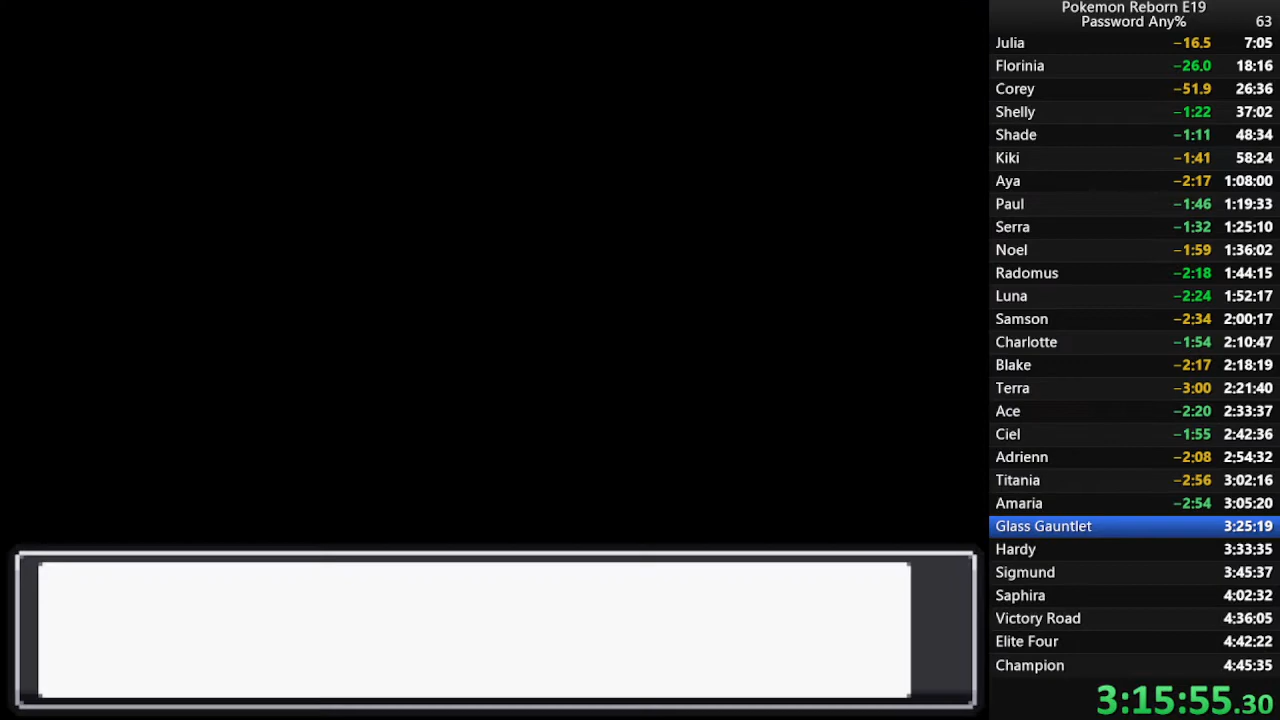 Pokemon Reborn E19
Password Any% 63
Julia −16.5 7:05
Florinia −26.0 18:16
Corey −51.9 26:36
Shelly −1:22 37:02
Shade −1:11 48:34
Kiki −1:41 58:24
Aya −2:17 1:08:00
Paul −1:46 1:19:33
Serra −1:32 1:25:10
Noel −1:59 1:36:02
Radomus −2:18 1:44:15
Luna −2:24 1:52:17
Samson −2:34 2:00:17
Charlotte −1:54 2:10:47
Blake −2:17 2:18:19
Terra −3:00 2:21:40
Ace −2:20 2:33:37
Ciel −1:55 2:42:36
Adrienn −2:08 2:54:32
Titania −2:56 3:02:16
Amaria −2:54 3:05:20
Glass Gauntlet 3:25:19
Hardy 3:33:35
Sigmund 3:45:37
Saphira 4:02:32
Victory Road 4:36:05
Elite Four 4:42:22
Champion 4:45:35
3:15:55.30